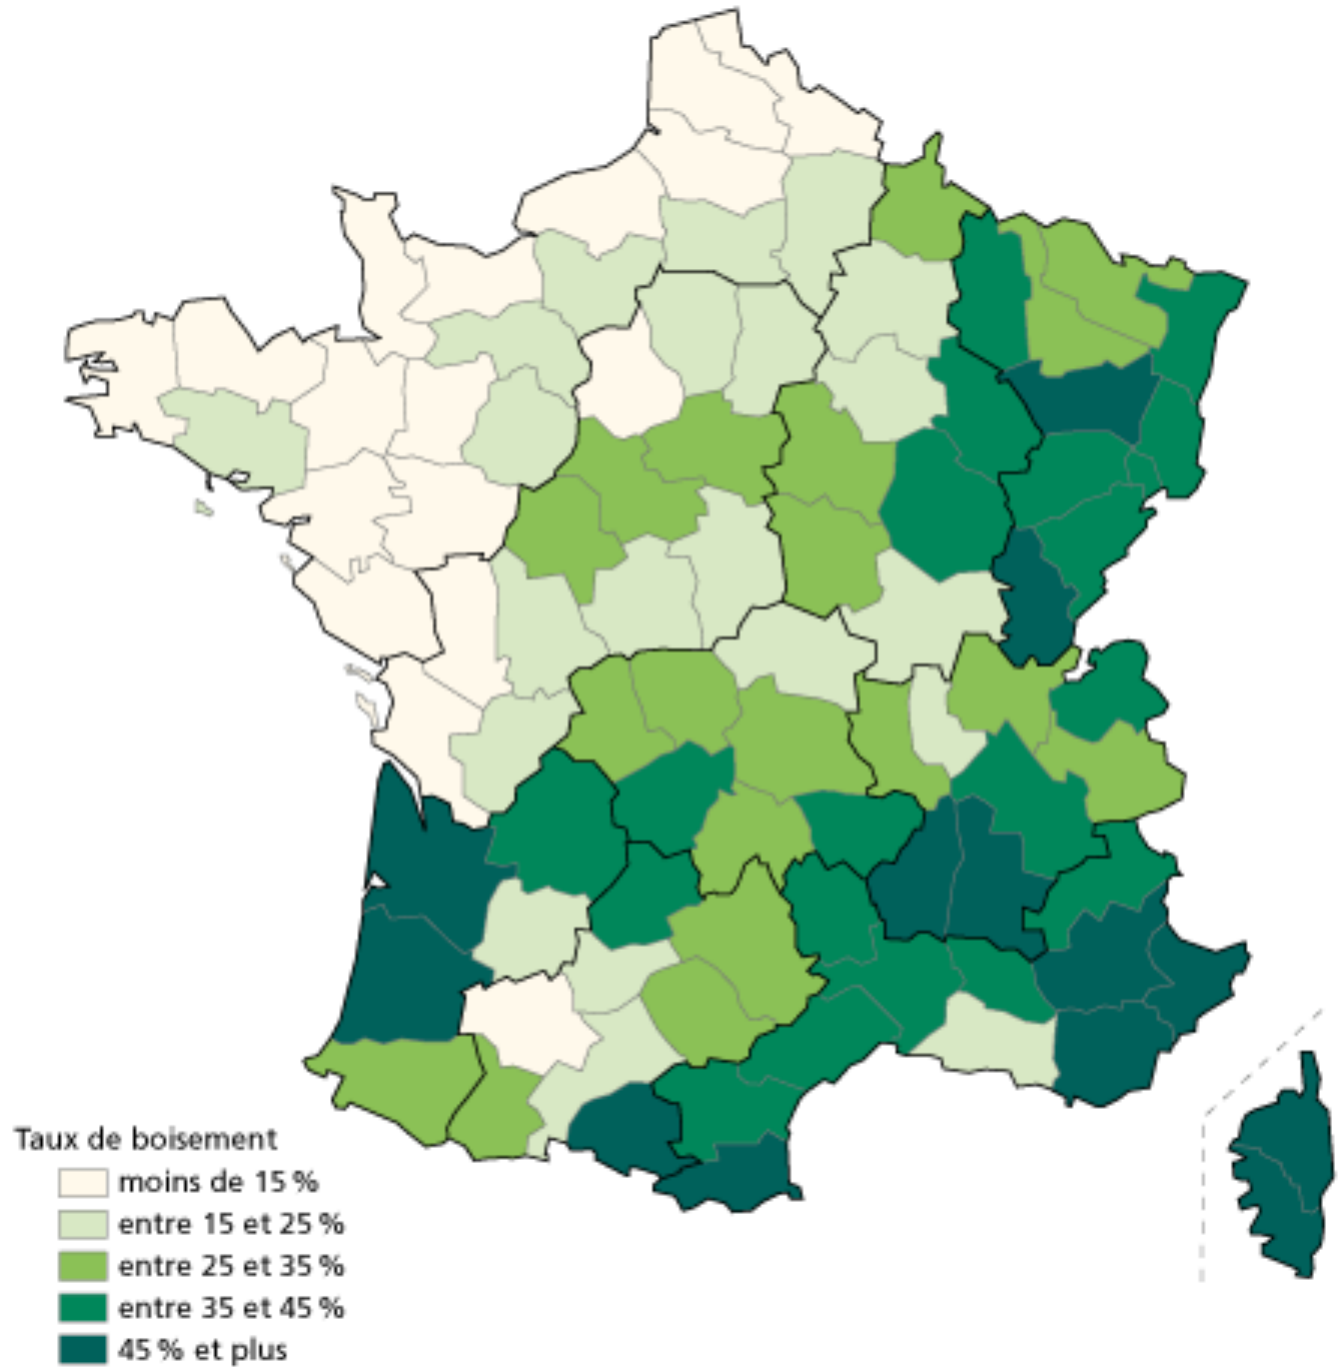 Taux de boisement
moins de 15 %
entre 15 et 25 %
entre 25 et 35 %
entre 35 et 45 %
45 % et plus